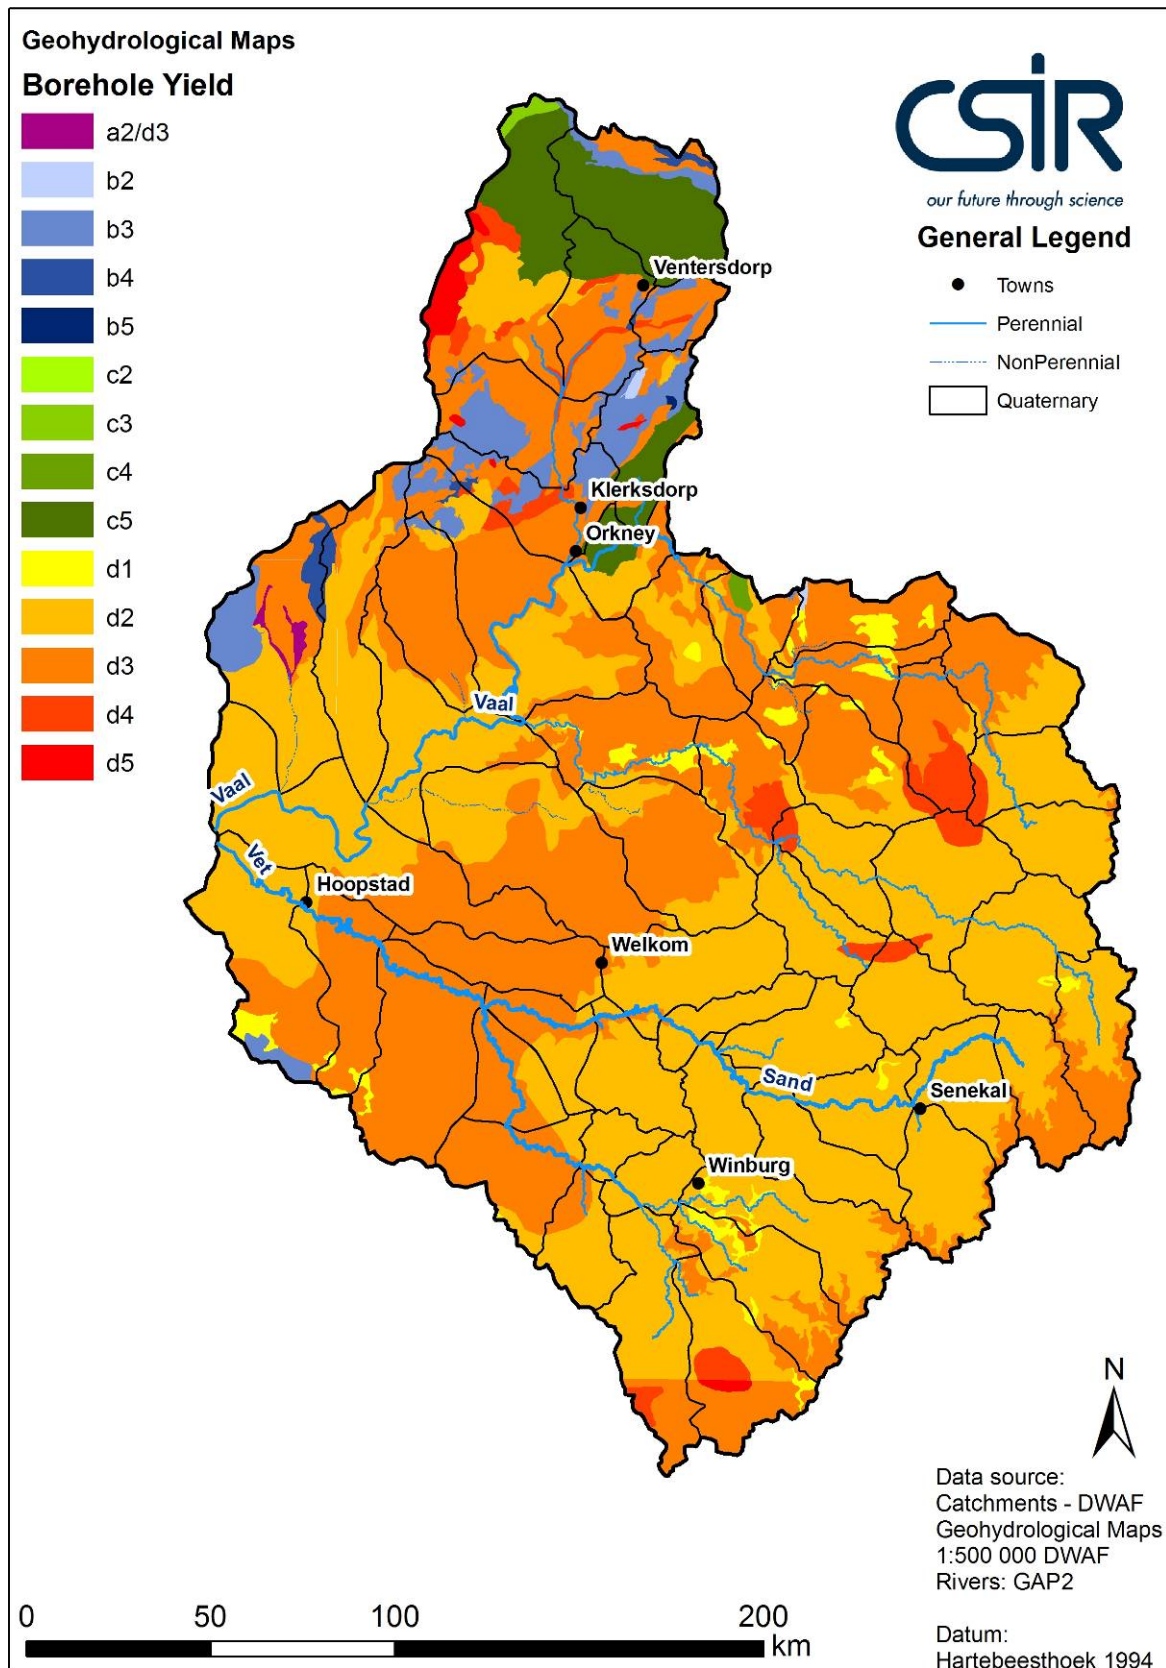 Geohydrological Maps
Borehole Yield
a2/d3
b2
b3
b4
b5
c2
c3
c4
c5
d1
d2
d3
d4
d5
CSIR
our future through science
General Legend
Towns
Perennial
NonPerennial
Quaternary
Ventersdorp
Klerksdorp
Orkney
Vaal
Vaal
Vet
Hoopstad
Welkom
Sand
Senekal
Winburg
N
Data source:
Catchments - DWAF
Geohydrological Maps
1:500 000 DWAF
Rivers: GAP2
Datum:
Hartebeesthoek 1994
0 50 100 200
km